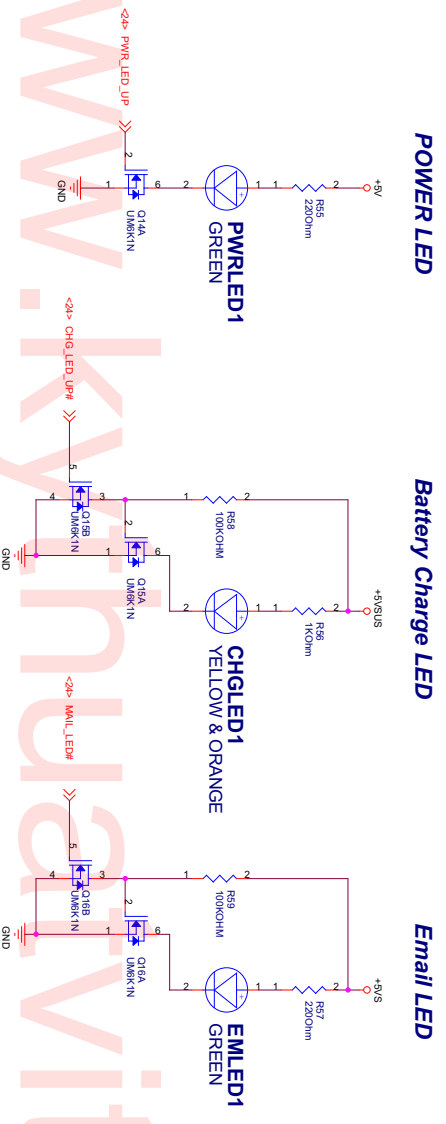 POWER LED
+5V
2
R55
220Ohm
1
1
PWRLED1
GREEN
2
6
Q14A
UM6K1N
2
1
GND
<24> PWR_LED_UP
Battery Charge LED
+5VSUS
2
R56
1KOhm
1
1
CHGLED1
YELLOW & ORANGE
2
2
R58
100KOHM
1
6
Q15A
UM6K1N
2
1
3
Q15B
UM6K1N
5
4
GND
<24> CHG_LED_UP#
Email LED
+5VS
2
R57
220Ohm
1
1
EMLED1
GREEN
2
2
R59
100KOHM
1
6
Q16A
UM6K1N
2
1
3
Q16B
UM6K1N
5
4
GND
<24> MAIL_LED#
www.kythuatvit